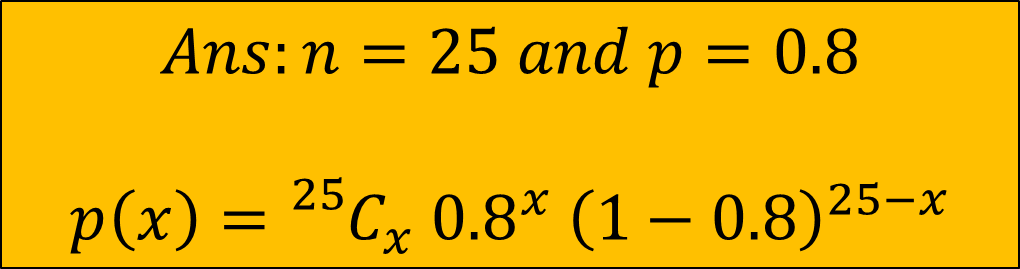 Ans: n = 25 and p = 0.8
p(x) = ²⁵Cₓ 0.8ˣ (1 − 0.8)²⁵⁻ˣ